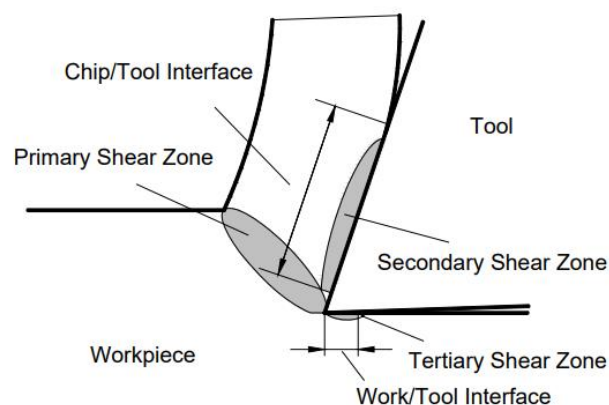 Chip/Tool Interface
Tool
Primary Shear Zone
Secondary Shear Zone
Workpiece
Tertiary Shear Zone
Work/Tool Interface